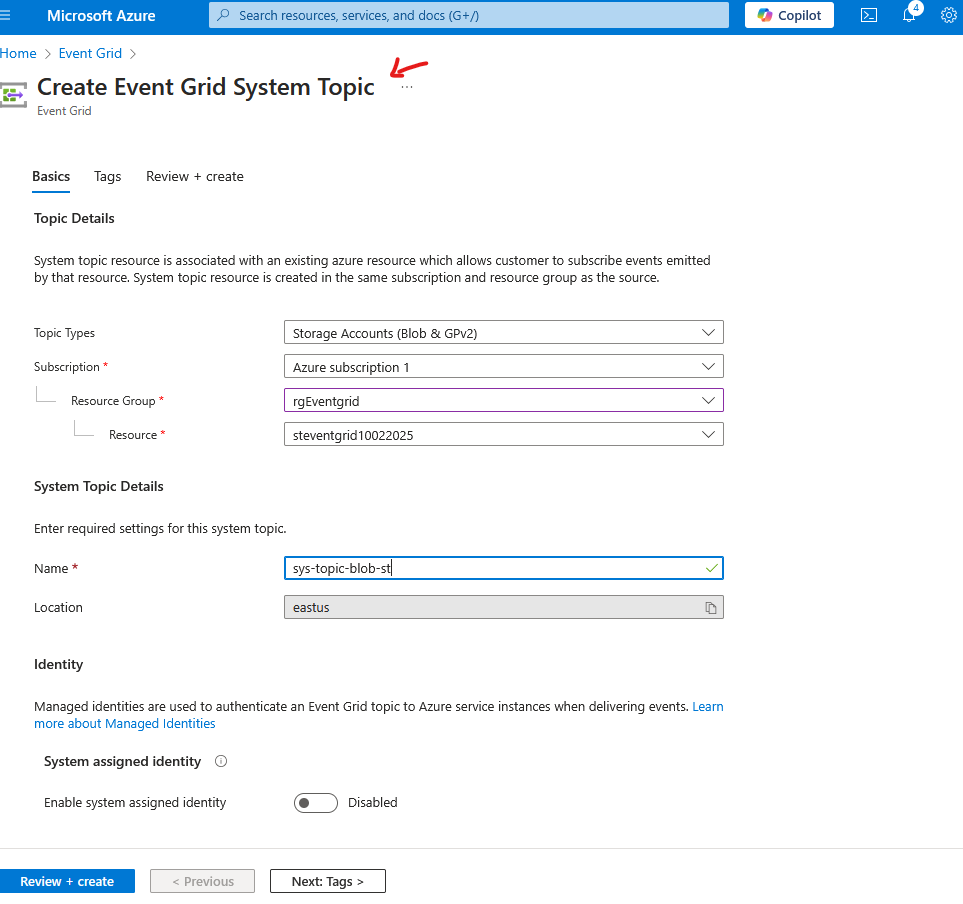 Microsoft Azure
Search resources, services, and docs (G+/)
Copilot
4
Home > Event Grid >
Create Event Grid System Topic ...
Event Grid
Basics Tags Review + create
Topic Details
System topic resource is associated with an existing azure resource which allows customer to subscribe events emitted
by that resource. System topic resource is created in the same subscription and resource group as the source.
Topic Types Storage Accounts (Blob & GPv2)
Subscription * Azure subscription 1
Resource Group * rgEventgrid
Resource * steventgrid10022025
System Topic Details
Enter required settings for this system topic.
Name * sys-topic-blob-st
Location eastus
Identity
Managed identities are used to authenticate an Event Grid topic to Azure service instances when delivering events. Learn
more about Managed Identities
System assigned identity
Enable system assigned identity Disabled
Review + create < Previous Next: Tags >